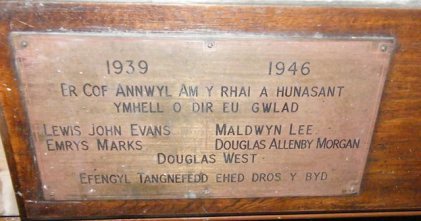 1939 1946
ER COF ANNWYL AM Y RHAI A HUNASANT
YMHELL O DIR EU GWLAD
LEWIS JOHN EVANS MALDWYN LEE
EMRYS MARKS DOUGLAS ALLENBY MORGAN
DOUGLAS WEST
EFENGYL TANGNEFEDD EHED DROS Y BYD